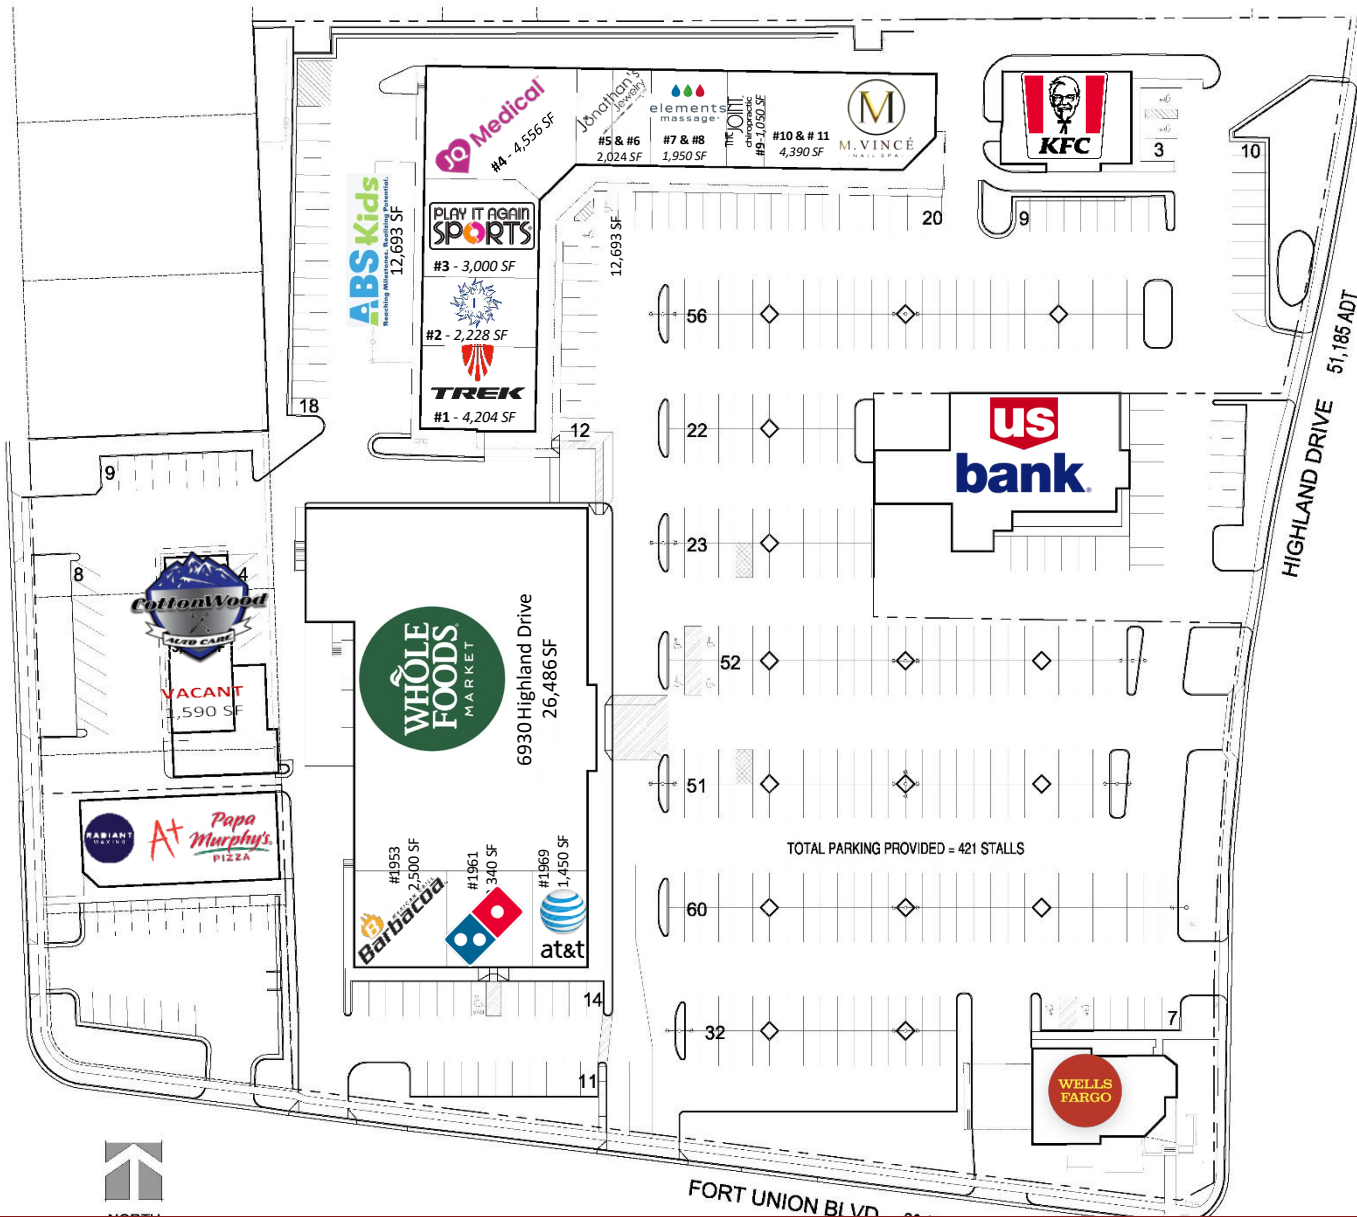 JQ Medical
#4 - 4,556 SF
Jonathan's
Jewelry
#5 & #6
2,024 SF
elements
massage
#7 & #8
1,950 SF
THE JOINT
chiropractic
#9-1,050 SF
#10 & # 11
4,390 SF
M
M. VINCÉ
NAIL SPA
KFC
3
10
20
9
ABS Kids
Reaching Milestones. Realizing Potential.
12,693 SF
PLAY IT AGAIN
SPORTS
#3 - 3,000 SF
#2 - 2,228 SF
TREK
#1 - 4,204 SF
12,693 SF
18
12
56
22
23
52
51
60
32
us
bank
HIGHLAND DRIVE 51,185 ADT
9
8
4
CottonWood
AUTO CARE
VACANT
1,590 SF
WHOLE
FOODS
MARKET
6930 Highland Drive
26,486 SF
RADIANT
WAXING
A+
Papa
Murphy's
PIZZA
#1953
2,500 SF
Barbacoa
MEXICAN GRILL
#1961
340 SF
#1969
1,450 SF
at&t
TOTAL PARKING PROVIDED = 421 STALLS
14
11
7
WELLS
FARGO
FORT UNION BLVD